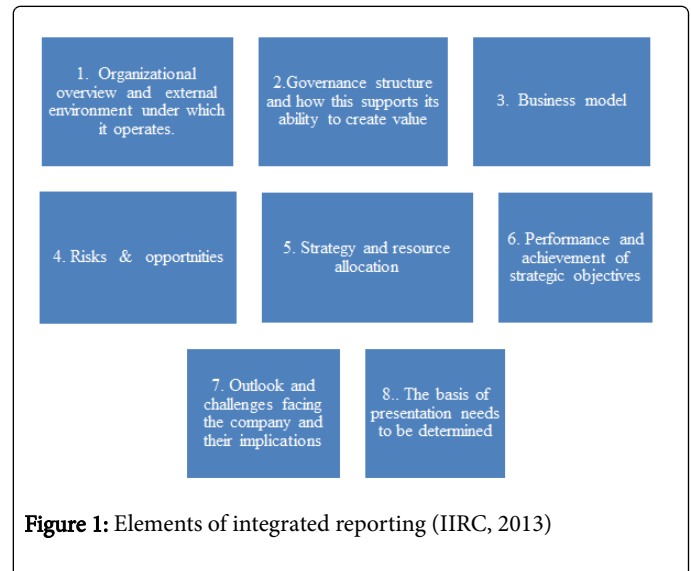 1. Organizational
overview and external
environment under which
it operates.
2.Governance structure
and how this supports its
ability to create value
3. Business model
4. Risks & opportnities
5. Strategy and resource
allocation
6. Performance and
achievement of
strategic objectives
7. Outlook and
challenges facing
the company and
their implications
8.. The basis of
presentation needs
to be determined
Figure 1: Elements of integrated reporting (IIRC, 2013)